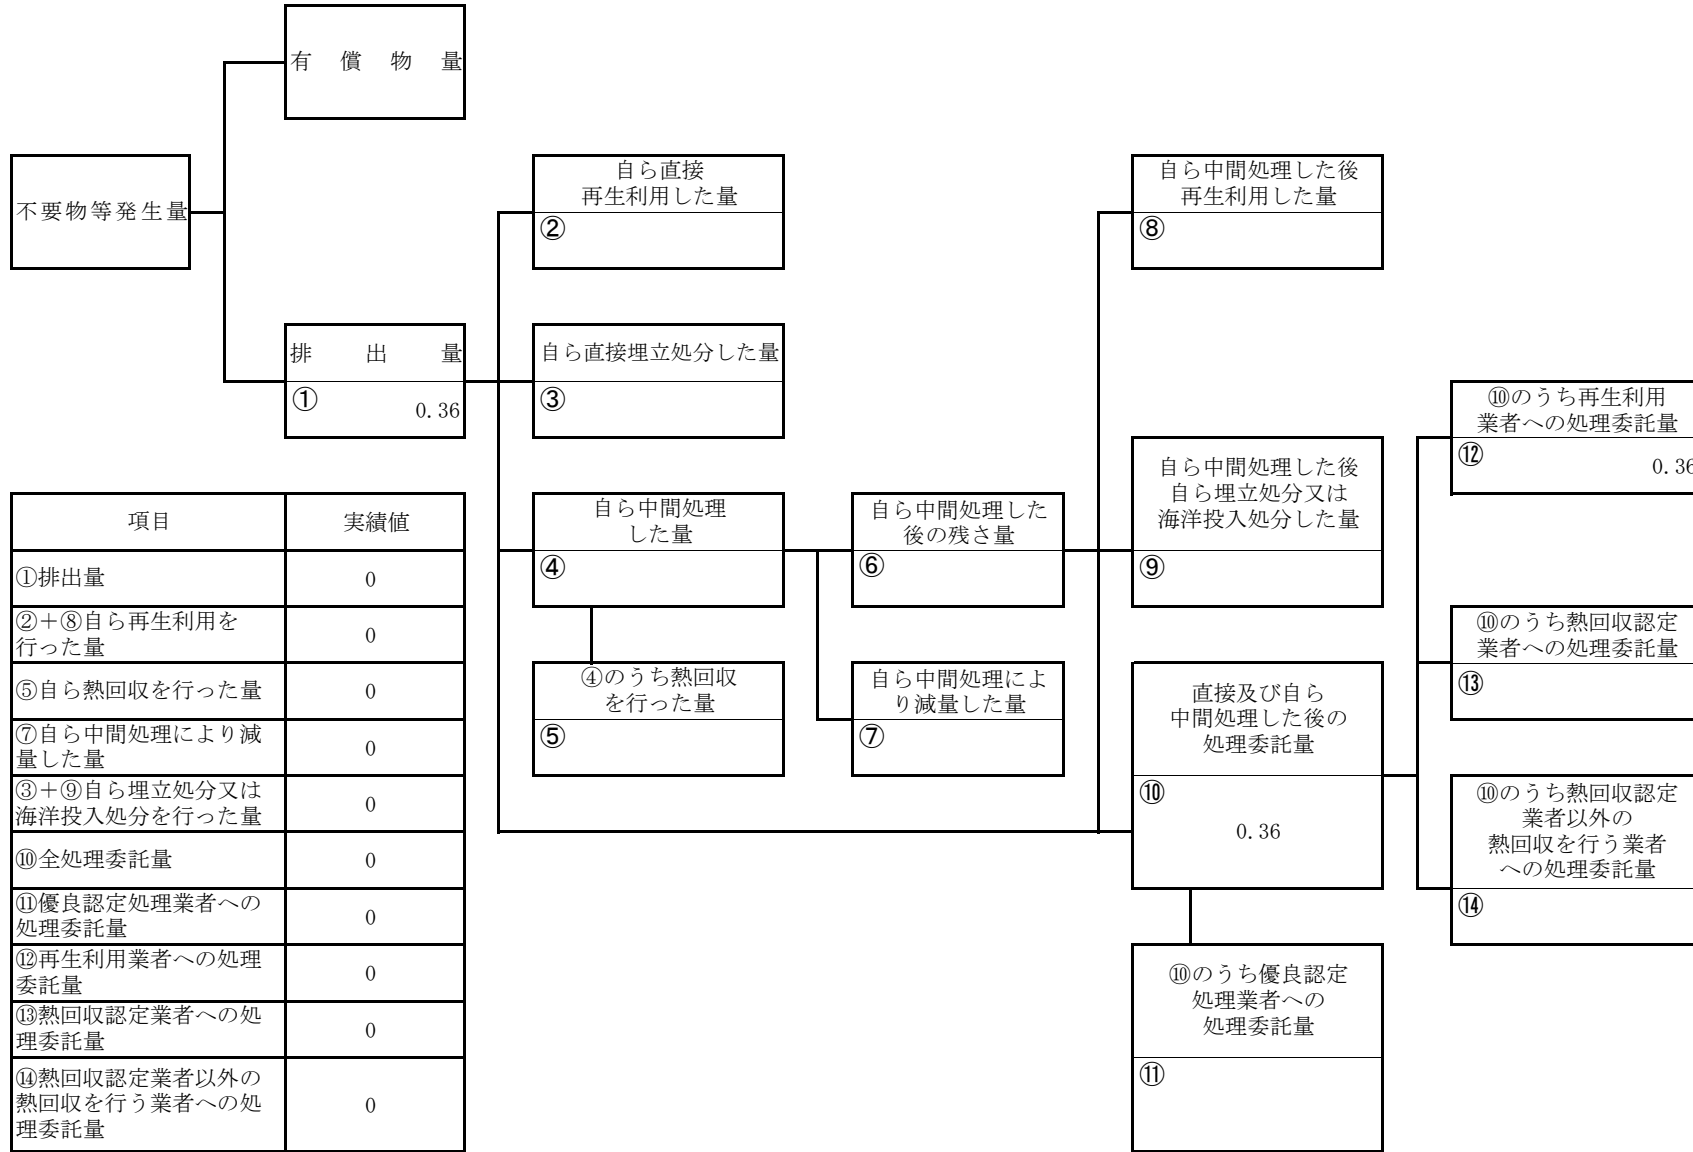 有償物量
不要物等発生量
自ら直接
再生利用した量
②
自ら中間処理した後
再生利用した量
⑧
排出量
①
0.36
自ら直接埋立処分した量
③
⑩のうち再生利用
業者への処理委託量
⑫
0.36
自ら中間処理
した量
④
自ら中間処理した
後の残さ量
⑥
自ら中間処理した後
自ら埋立処分又は
海洋投入処分した量
⑨
④のうち熱回収
を行った量
⑤
自ら中間処理によ
り減量した量
⑦
直接及び自ら
中間処理した後の
処理委託量
⑩
0.36
⑩のうち熱回収認定
業者への処理委託量
⑬
⑩のうち熱回収認定
業者以外の
熱回収を行う業者
への処理委託量
⑭
⑩のうち優良認定
処理業者への
処理委託量
⑪
項目 実績値
①排出量 0
②+⑧自ら再生利用を
行った量 0
⑤自ら熱回収を行った量 0
⑦自ら中間処理により減
量した量 0
③+⑨自ら埋立処分又は
海洋投入処分を行った量 0
⑩全処理委託量 0
⑪優良認定処理業者への
処理委託量 0
⑫再生利用業者への処理
委託量 0
⑬熱回収認定業者への処
理委託量 0
⑭熱回収認定業者以外の
熱回収を行う業者への処
理委託量 0